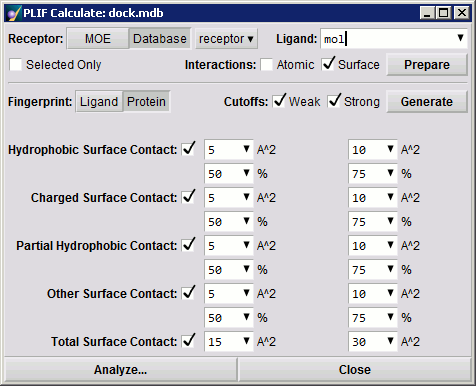 PLIF Calculate: dock.mdb
Receptor: MOE Database receptor Ligand: mol
Selected Only Interactions: Atomic Surface Prepare
Fingerprint: Ligand Protein Cutoffs: Weak Strong Generate
Hydrophobic Surface Contact: 5 A^2 10 A^2
50 % 75 %
Charged Surface Contact: 5 A^2 10 A^2
50 % 75 %
Partial Hydrophobic Contact: 5 A^2 10 A^2
50 % 75 %
Other Surface Contact: 5 A^2 10 A^2
50 % 75 %
Total Surface Contact: 15 A^2 30 A^2
Analyze... Close